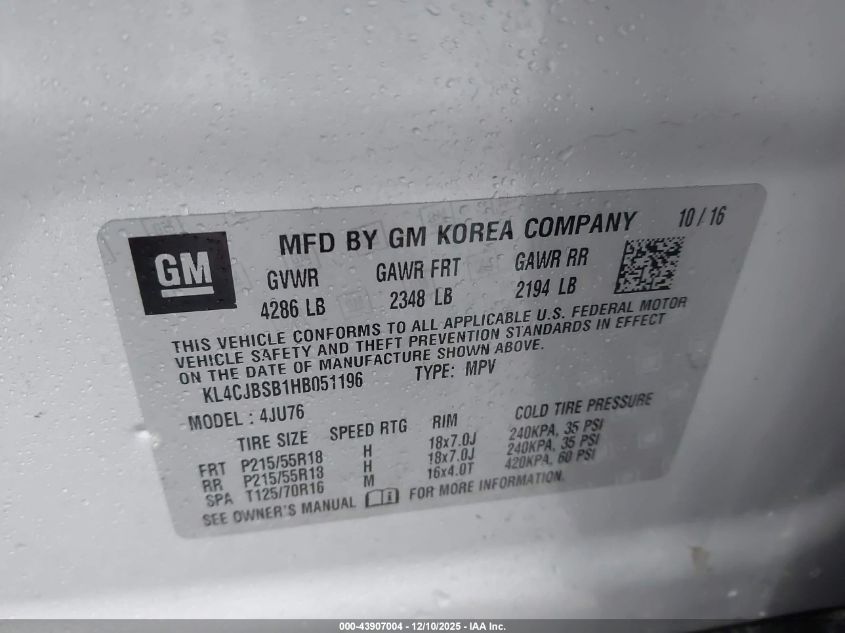 GM
MFD BY GM KOREA COMPANY 10/16
GVWR GAWR FRT GAWR RR
4286 LB 2348 LB 2194 LB
THIS VEHICLE CONFORMS TO ALL APPLICABLE U.S. FEDERAL MOTOR
VEHICLE SAFETY AND THEFT PREVENTION STANDARDS IN EFFECT
ON THE DATE OF MANUFACTURE SHOWN ABOVE.
KL4CJBSB1HB051196 TYPE: MPV
MODEL: 4JU76
TIRE SIZE SPEED RTG RIM COLD TIRE PRESSURE
FRT P215/55R18 H 18x7.0J 240KPA, 35 PSI
RR P215/55R18 H 18x7.0J 240KPA, 35 PSI
SPA T125/70R16 M 16x4.0T 420KPA, 60 PSI
SEE OWNER'S MANUAL FOR MORE INFORMATION.
000-43907004 - 12/10/2025 - IAA Inc.